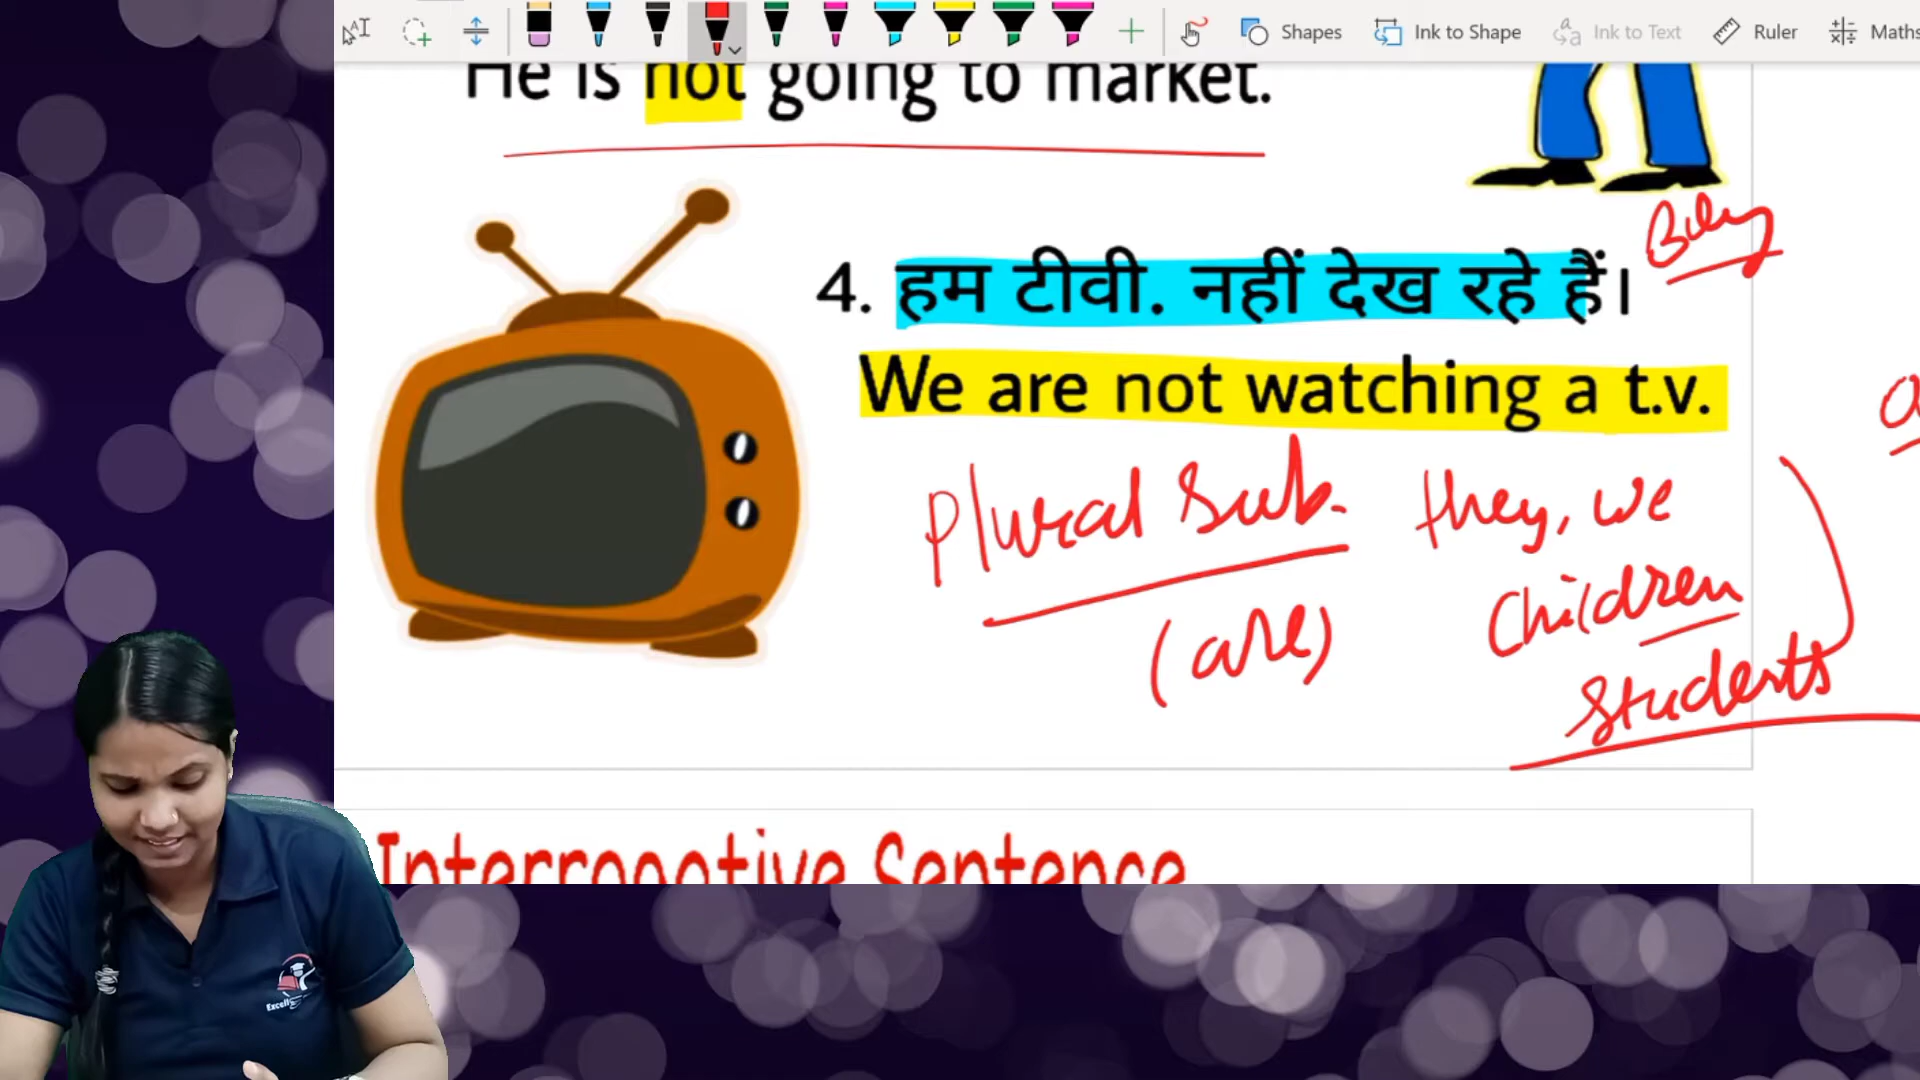 Shapes Ink to Shape Ink to Text Ruler Maths
He is not going to market.
4. हम टीवी. नहीं देख रहे हैं।
We are not watching a t.v.
Plural Sub. they, we
(are) Children
Students
Interrogative Sentence